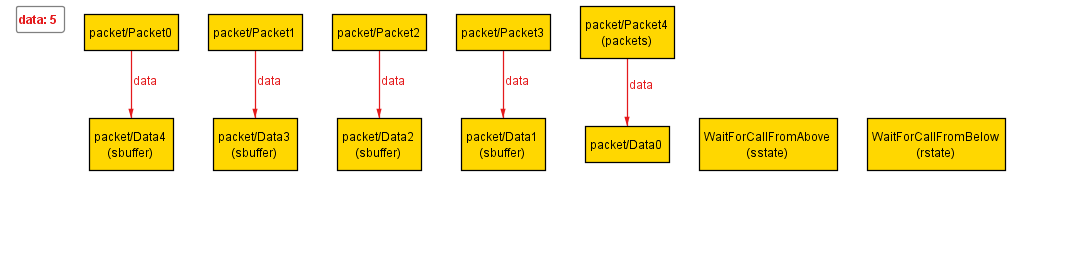 data: 5
packet/Packet0
packet/Packet1
packet/Packet2
packet/Packet3
packet/Packet4
(packets)
data
data
data
data
data
packet/Data4
(sbuffer)
packet/Data3
(sbuffer)
packet/Data2
(sbuffer)
packet/Data1
(sbuffer)
packet/Data0
WaitForCallFromAbove
(sstate)
WaitForCallFromBelow
(rstate)